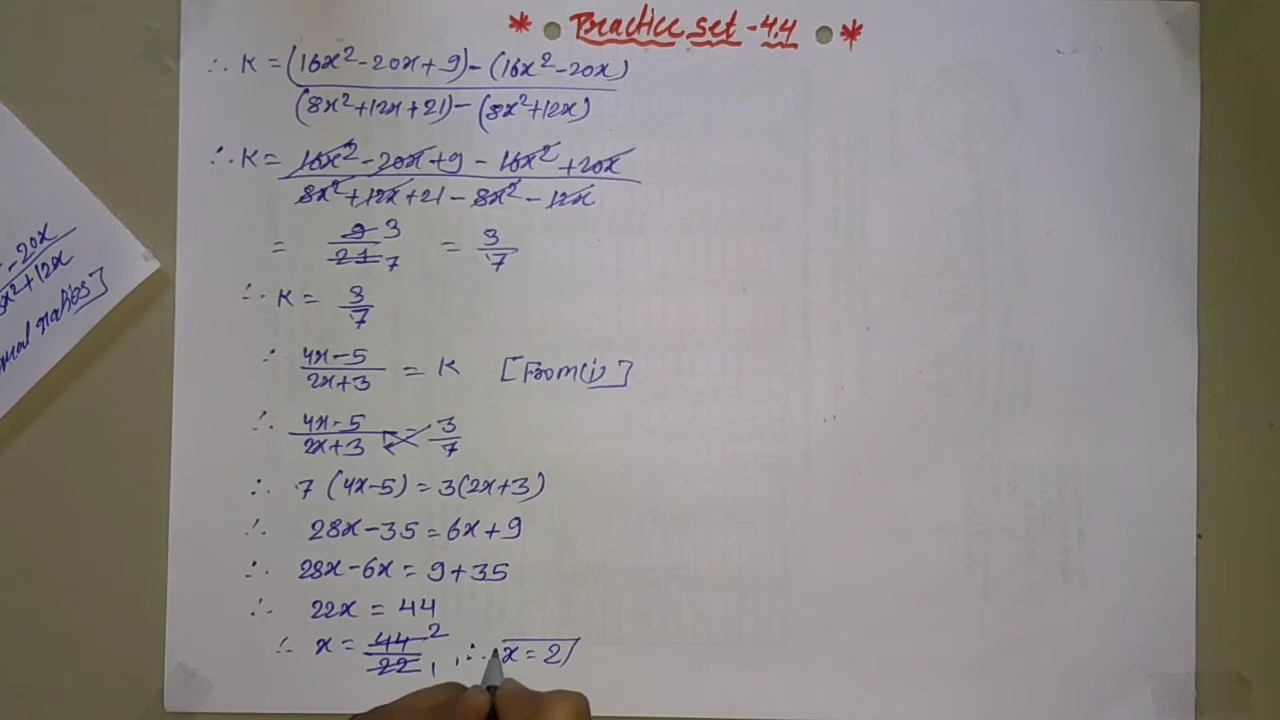 * Practice set - 4.4 *
∴ K = (16x² - 20x + 9) - (16x² - 20x)
(8x² + 12x + 21) - (8x² + 12x)
∴ K = 16x² - 20x + 9 - 16x² + 20x
8x² + 12x + 21 - 8x² - 12x
= 9 3 / 21 7 = 3/7
∴ K = 3/7
∴ 4x - 5 / 2x + 3 = K [From (i)]
∴ 4x - 5 / 2x + 3 = 3/7
∴ 7 (4x - 5) = 3(2x + 3)
∴ 28x - 35 = 6x + 9
∴ 28x - 6x = 9 + 35
∴ 22x = 44
∴ x = 44 2 / 22 1, ∴ x = 2
- 20x
x² + 12x
ratios]